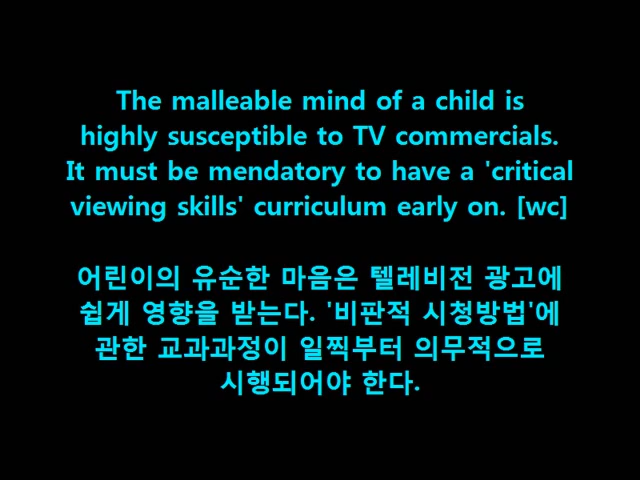 The malleable mind of a child is
highly susceptible to TV commercials.
It must be mendatory to have a 'critical
viewing skills' curriculum early on. [wc]
어린이의 유순한 마음은 텔레비전 광고에
쉽게 영향을 받는다. '비판적 시청방법'에
관한 교과과정이 일찍부터 의무적으로
시행되어야 한다.